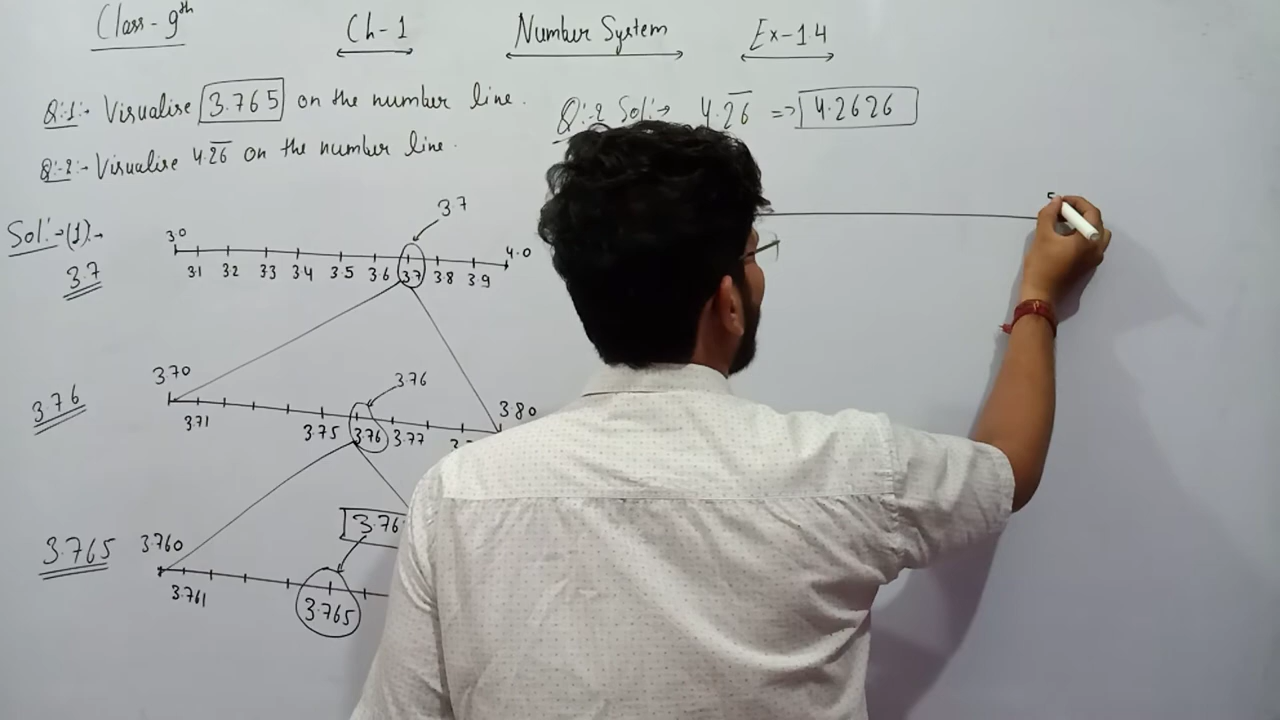 Class - 9th Ch-1 Number System Ex-1.4
Q:1:- Visualise 3.765 on the number line.
Q:-2:- Visualise 4.26 on the number line.
Q:-2 Sol:→ 4.26 => 4.2626
Sol:→(1).→
3.7
3.7
3.0 4.0
3.1 3.2 3.3 3.4 3.5 3.6 3.7 3.8 3.9
3.76
3.76
3.70 3.80
3.71 3.75 3.76 3.77
3.765
3.76
3.760
3.761 3.765
5